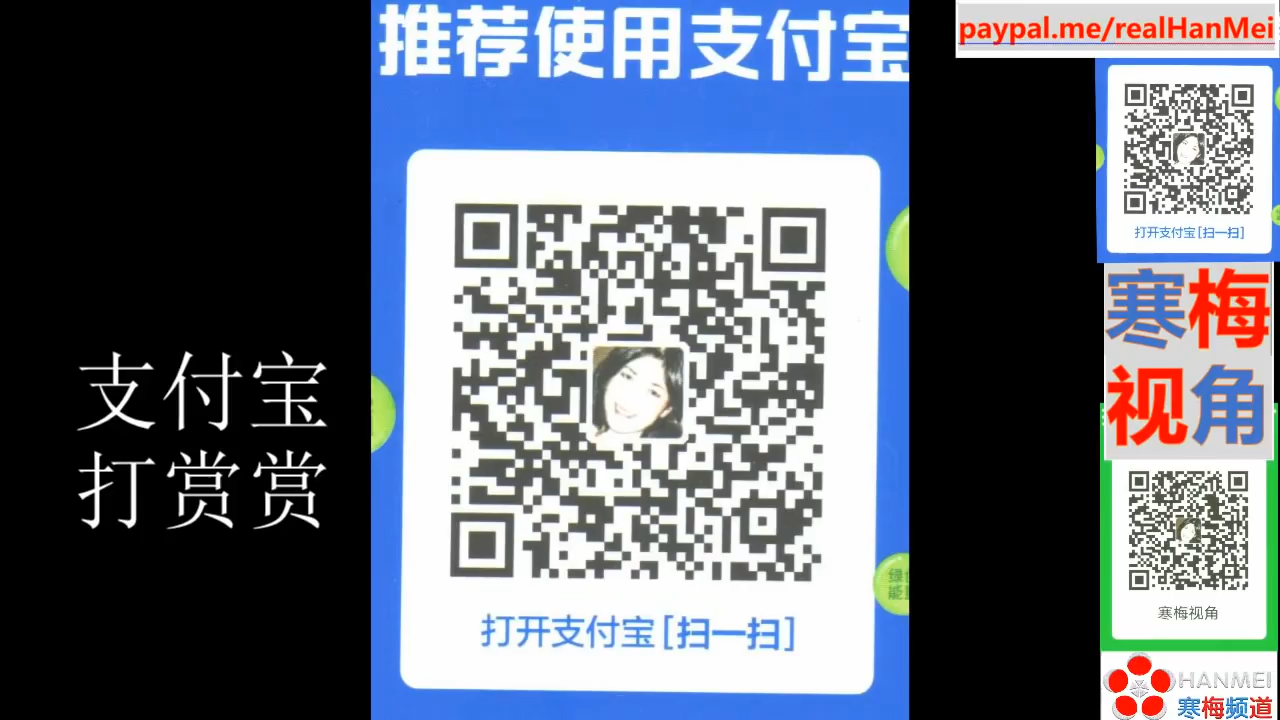 推荐使用支付宝
打开支付宝[扫一扫]
支付宝
打赏赏
paypal.me/realHanMei
打开支付宝[扫一扫]
寒梅
视角
寒梅视角
HANMEI
寒梅频道